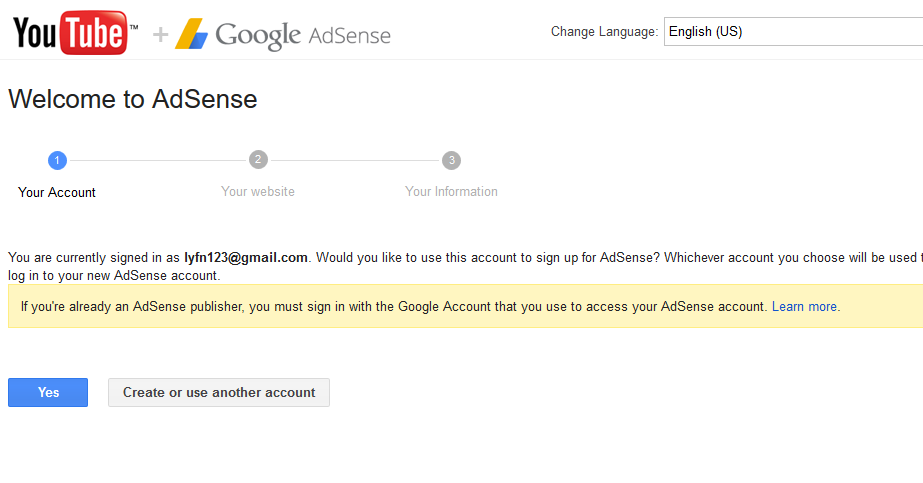 YouTube™ + Google AdSense
Change Language: English (US)
Welcome to AdSense
1 2 3
Your Account Your website Your Information
You are currently signed in as lyfn123@gmail.com. Would you like to use this account to sign up for AdSense? Whichever account you choose will be used
log in to your new AdSense account.
If you're already an AdSense publisher, you must sign in with the Google Account that you use to access your AdSense account. Learn more.
Yes Create or use another account